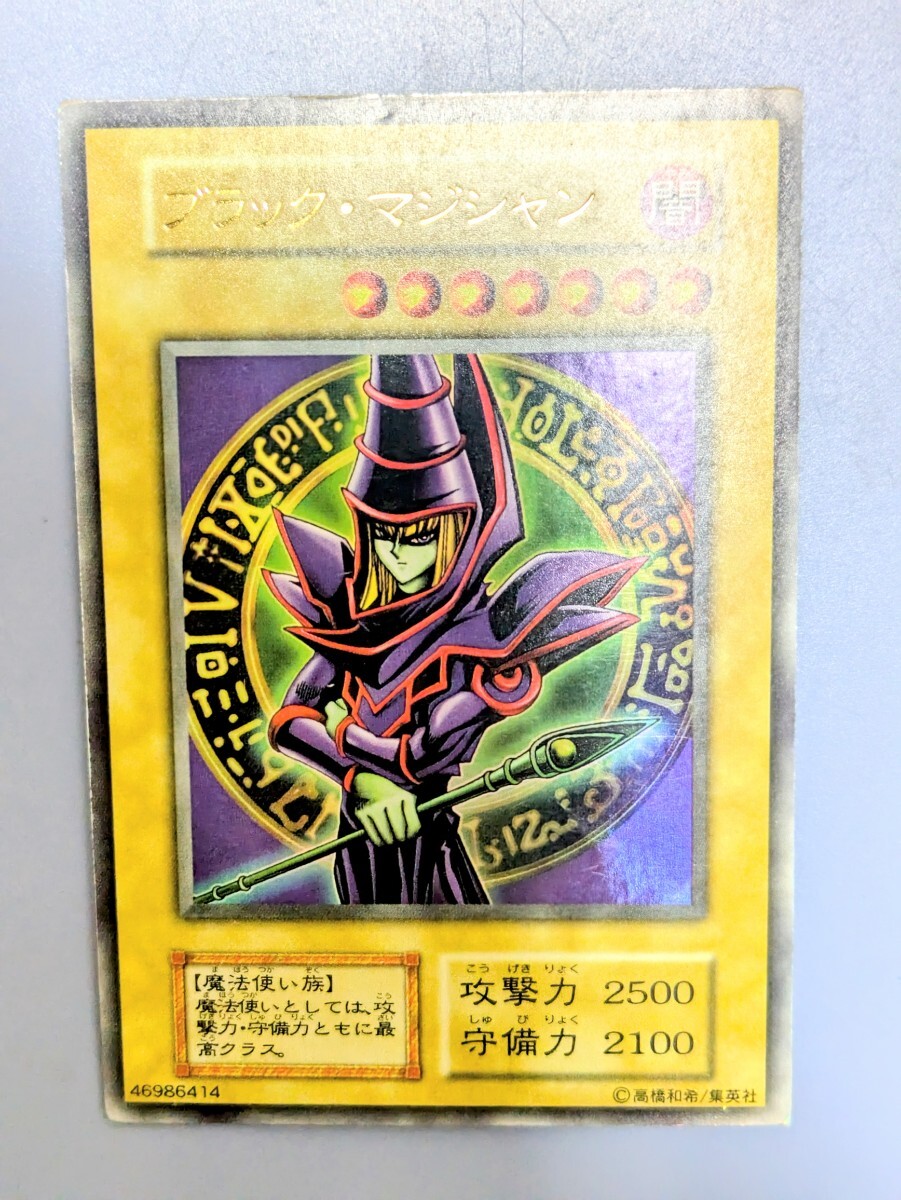 ブラック・マジシャン 闇
【魔法使い族】
魔法使いとしては、攻
撃力・守備力ともに最
高クラス。
攻撃力 2500
守備力 2100
46986414
©高橋和希/集英社